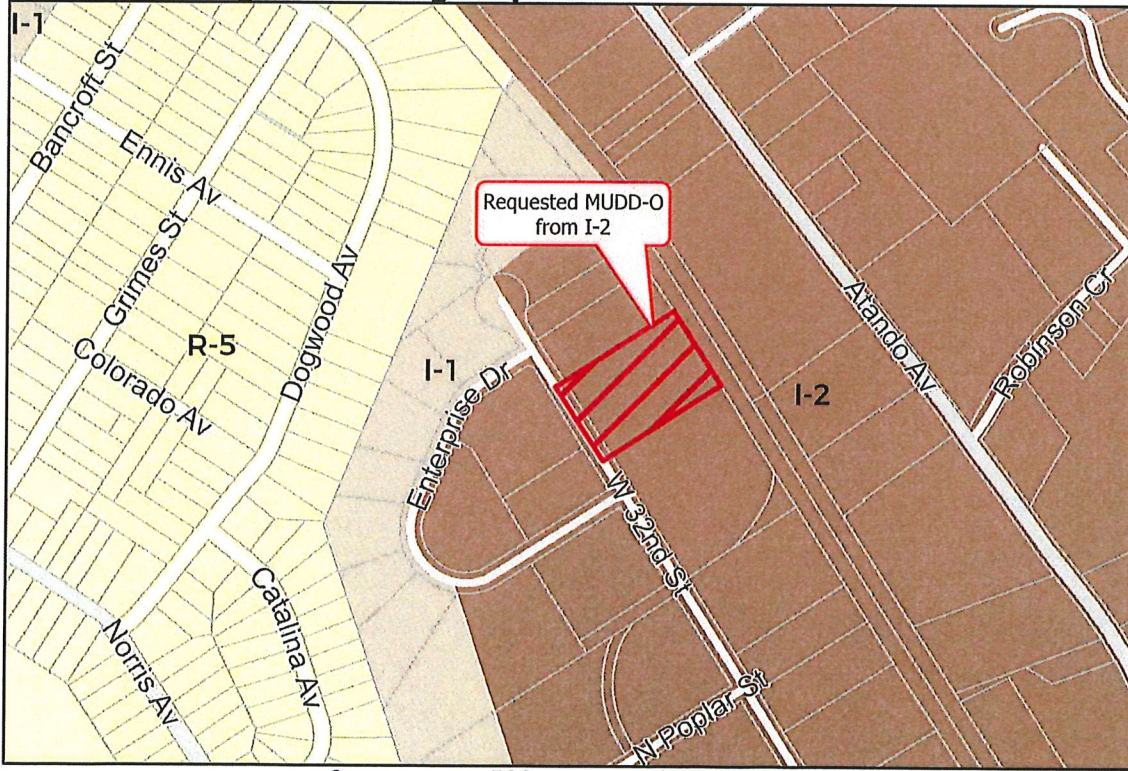 I-1
Bancroft St
Ennis Av
Grimes St
R-5
Colorado Av
Dogwood Av
Requested MUDD-O
from I-2
I-1
Enterprise Dr
Atando Av
Robinson Cr
I-2
W 32nd St
Catalina Av
Norris Av
N Poplar St